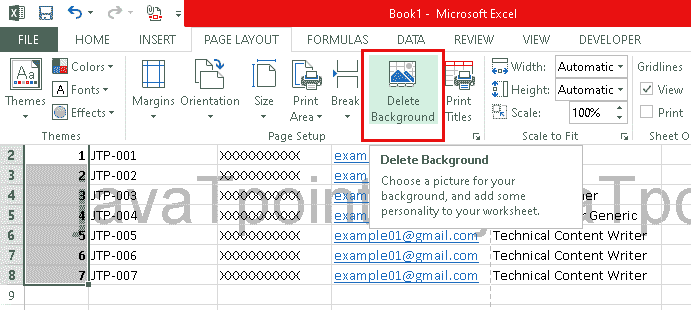 Book1 - Microsoft Excel
FILE HOME INSERT PAGE LAYOUT FORMULAS DATA REVIEW VIEW DEVELOPER
Themes
Colors
Fonts
Effects
Margins
Orientation
Size
Print Area
Break
Delete Background
Print Titles
Width: Automatic
Height: Automatic
Scale: 100%
Gridlines
View
Print
Themes Page Setup Scale to Fit Sheet O
2 1 JTP-001 XXXXXXXXXX exam
3 2 JTP-002 XXXXXXXXXX exam
4 3 JTP-003 XXXXXXXXXX exam
5 4 JTP-004 XXXXXXXXXX exam r Generic
6 5 JTP-005 XXXXXXXXXX example01@gmail.com Technical Content Writer
7 6 JTP-006 XXXXXXXXXX example01@gmail.com Technical Content Writer
8 7 JTP-007 XXXXXXXXXX example01@gmail.com Technical Content Writer
9
Delete Background
Choose a picture for your
background, and add some
personality to your worksheet.
JavaTpoint
Tpo